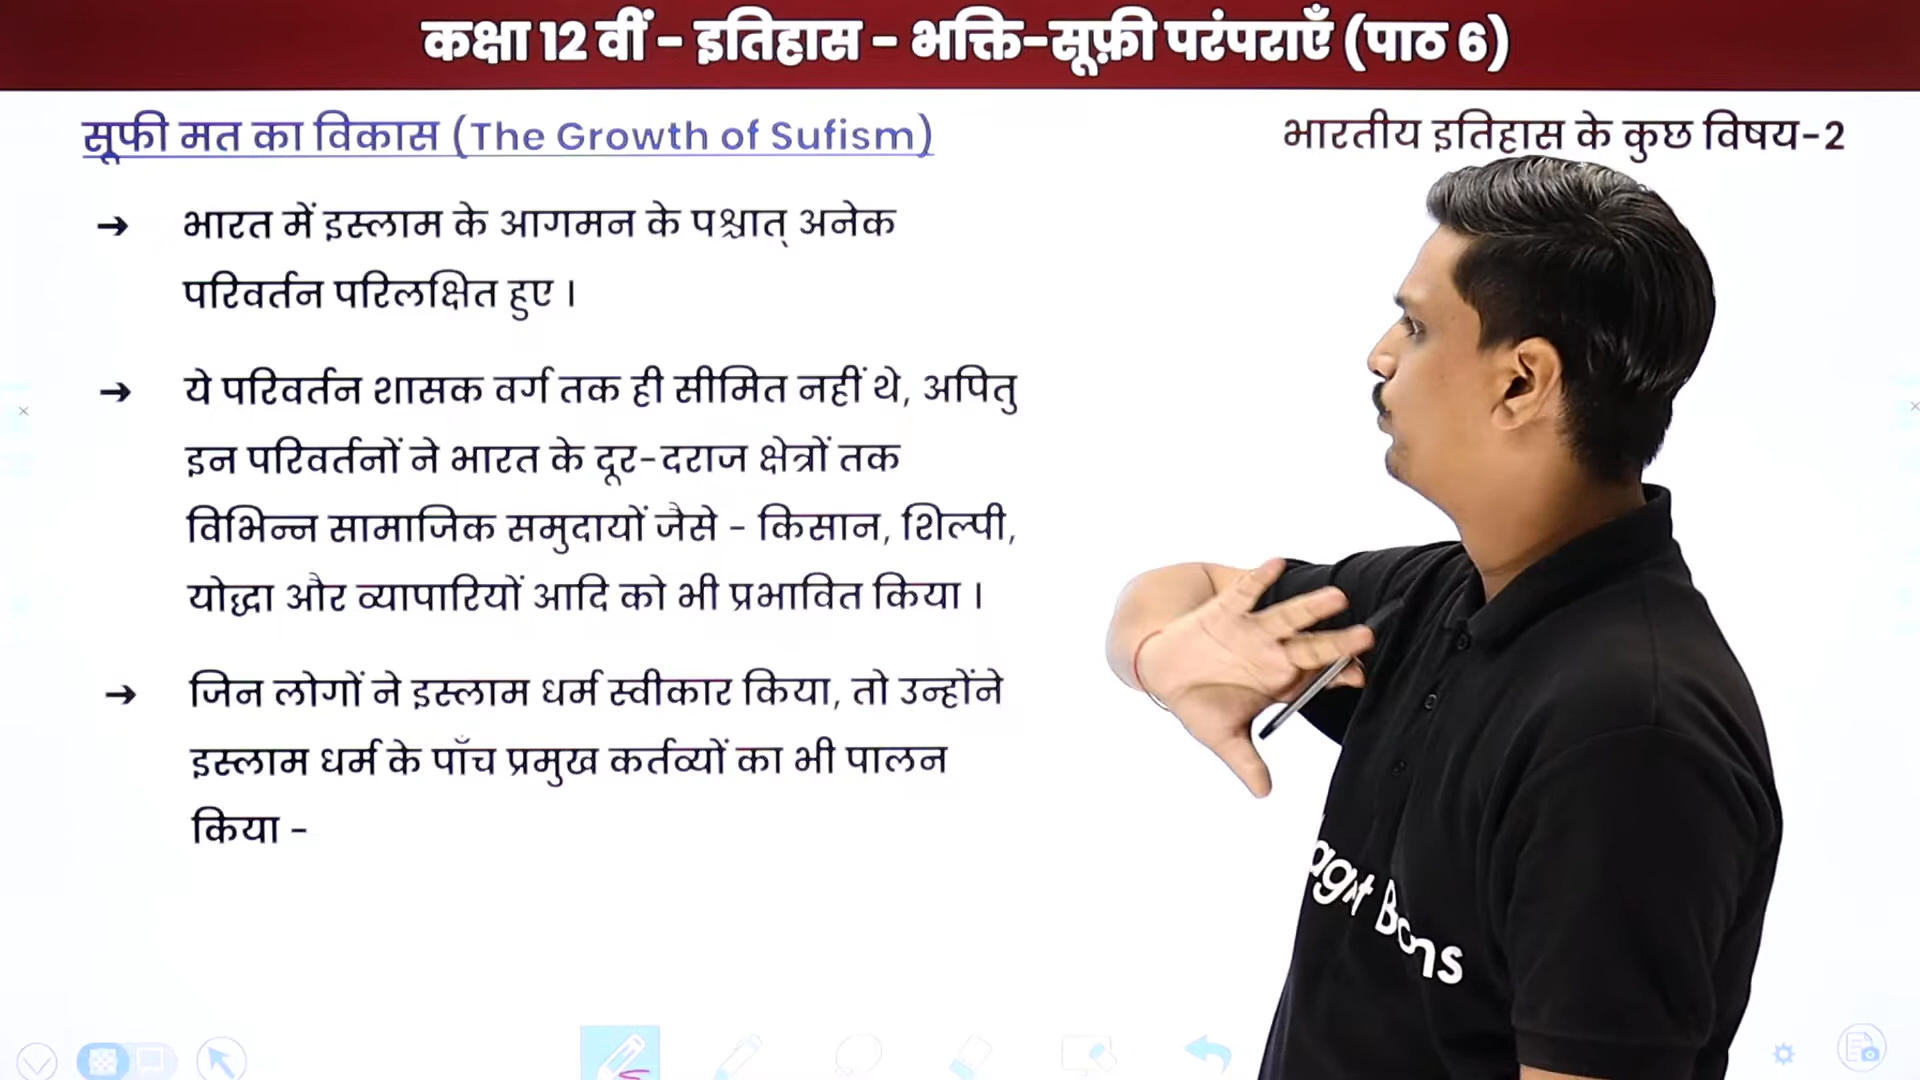 कक्षा 12 वीं - इतिहास - भक्ति-सूफ़ी परंपराएँ (पाठ 6)
सूफी मत का विकास (The Growth of Sufism)
भारतीय इतिहास के कुछ विषय-2
→ भारत में इस्लाम के आगमन के पश्चात् अनेक
परिवर्तन परिलक्षित हुए ।
→ ये परिवर्तन शासक वर्ग तक ही सीमित नहीं थे, अपितु
इन परिवर्तनों ने भारत के दूर-दराज क्षेत्रों तक
विभिन्न सामाजिक समुदायों जैसे - किसान, शिल्पी,
योद्धा और व्यापारियों आदि को भी प्रभावित किया ।
→ जिन लोगों ने इस्लाम धर्म स्वीकार किया, तो उन्होंने
इस्लाम धर्म के पाँच प्रमुख कर्तव्यों का भी पालन
किया -